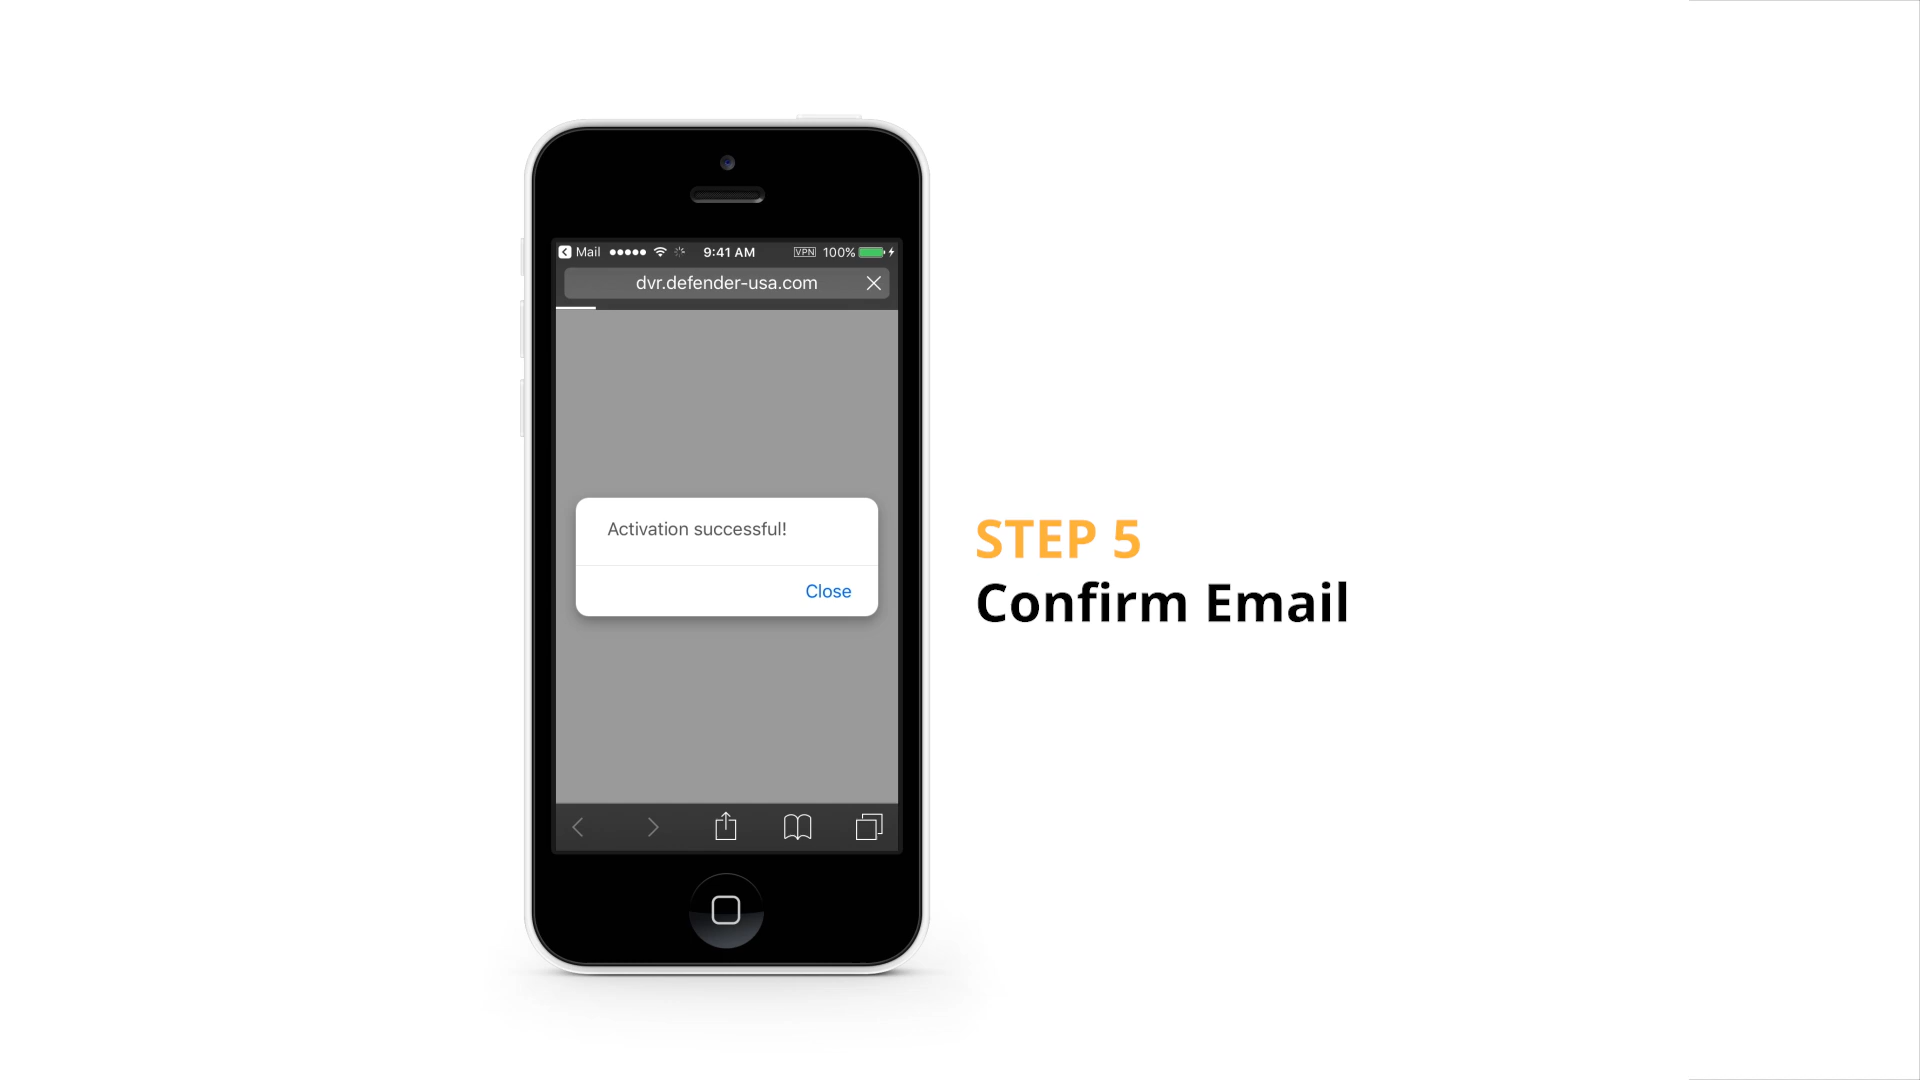 Mail 9:41 AM VPN 100%
dvr.defender-usa.com
Activation successful!
Close
STEP 5
Confirm Email